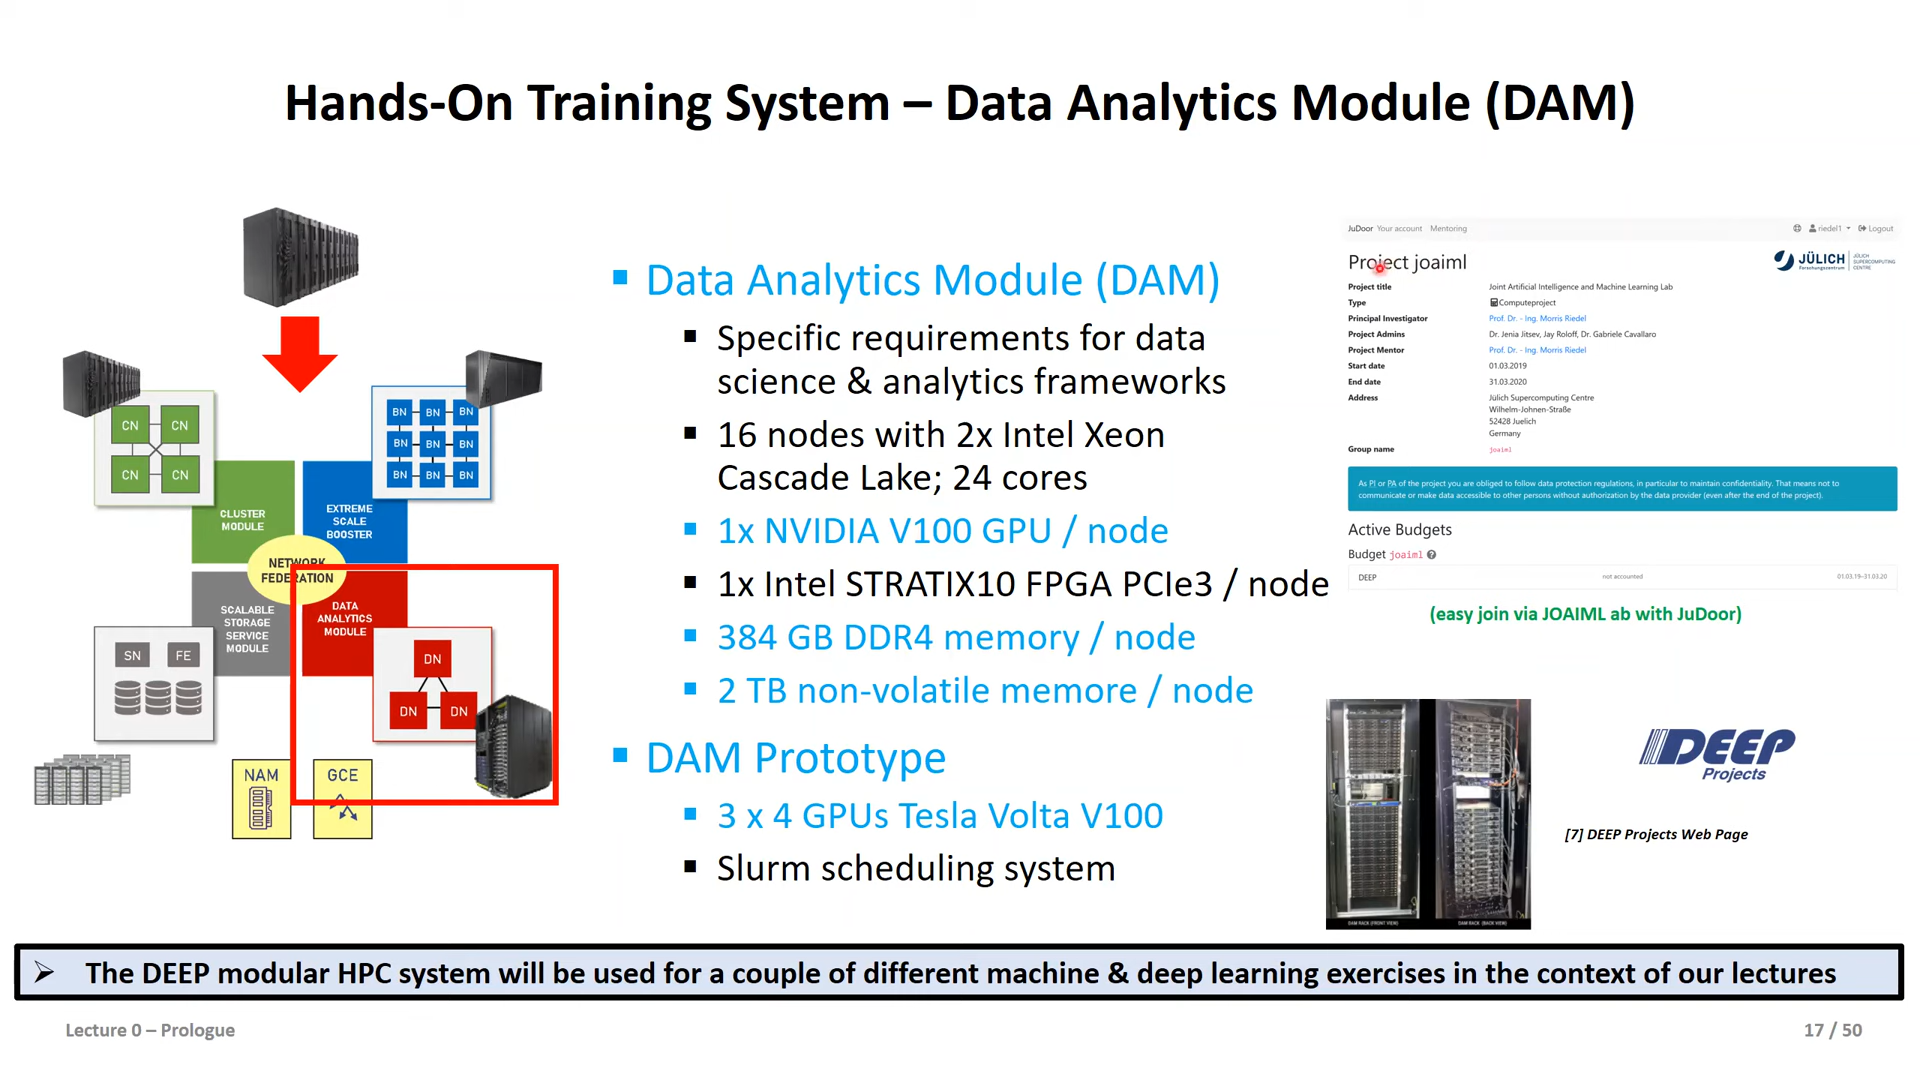 Hands-On Training System – Data Analytics Module (DAM)
CN CN
CN CN
BN BN BN
BN BN BN
BN BN BN
CLUSTER
MODULE
EXTREME
SCALE
BOOSTER
NETWORK
FEDERATION
SCALABLE
STORAGE
SERVICE
MODULE
DATA
ANALYTICS
MODULE
SN FE
DN
DN DN
NAM
GCE
Data Analytics Module (DAM)
Specific requirements for data
science & analytics frameworks
16 nodes with 2x Intel Xeon
Cascade Lake; 24 cores
1x NVIDIA V100 GPU / node
1x Intel STRATIX10 FPGA PCIe3 / node
384 GB DDR4 memory / node
2 TB non-volatile memore / node
DAM Prototype
3 x 4 GPUs Tesla Volta V100
Slurm scheduling system
JuDoor Your account Mentoring
riedel1 Logout
Project joaiml
JÜLICH
Forschungszentrum
JÜLICH
SUPERCOMPUTING
CENTRE
Project title Joint Artificial Intelligence and Machine Learning Lab
Type Computeproject
Principal Investigator Prof. Dr. - Ing. Morris Riedel
Project Admins Dr. Jenia Jitsev, Jay Roloff, Dr. Gabriele Cavallaro
Project Mentor Prof. Dr. - Ing. Morris Riedel
Start date 01.03.2019
End date 31.03.2020
Address Jülich Supercomputing Centre
Wilhelm-Johnen-Straße
52428 Juelich
Germany
Group name joaiml
As PI or PA of the project you are obliged to follow data protection regulations, in particular to maintain confidentiality. That means not to
communicate or make data accessible to other persons without authorization by the data provider (even after the end of the project).
Active Budgets
Budget joaiml
DEEP not accounted 01.03.19–31.03.20
(easy join via JOAIML ab with JuDoor)
DAM RACK (FRONT VIEW)
DAM RACK (BACK VIEW)
DEEP
Projects
[7] DEEP Projects Web Page
The DEEP modular HPC system will be used for a couple of different machine & deep learning exercises in the context of our lectures
Lecture 0 – Prologue
17 / 50